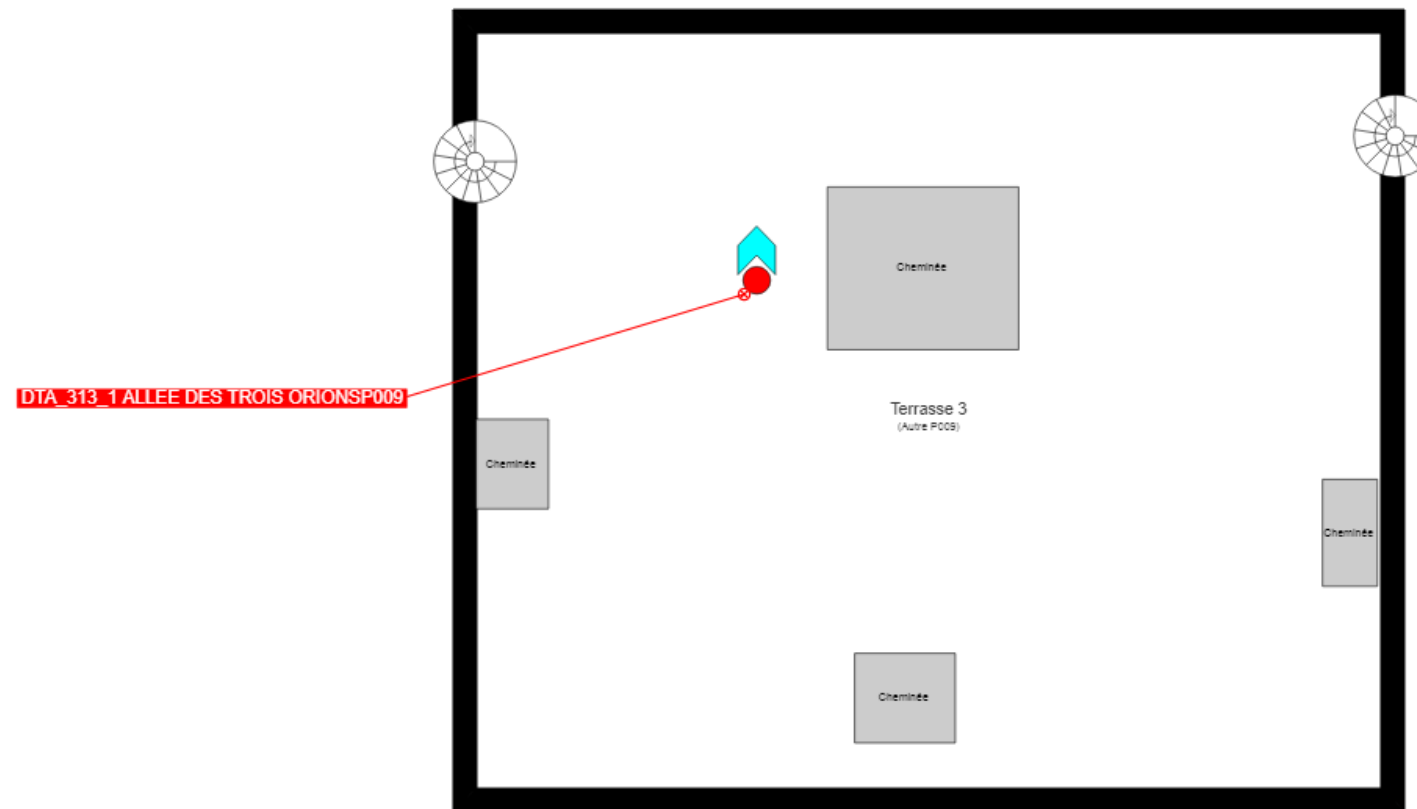 Cheminée
DTA_313_1 ALLEE DES TROIS ORIONSP009
Terrasse 3
(Autre P009)
Cheminée
Cheminée
Cheminée